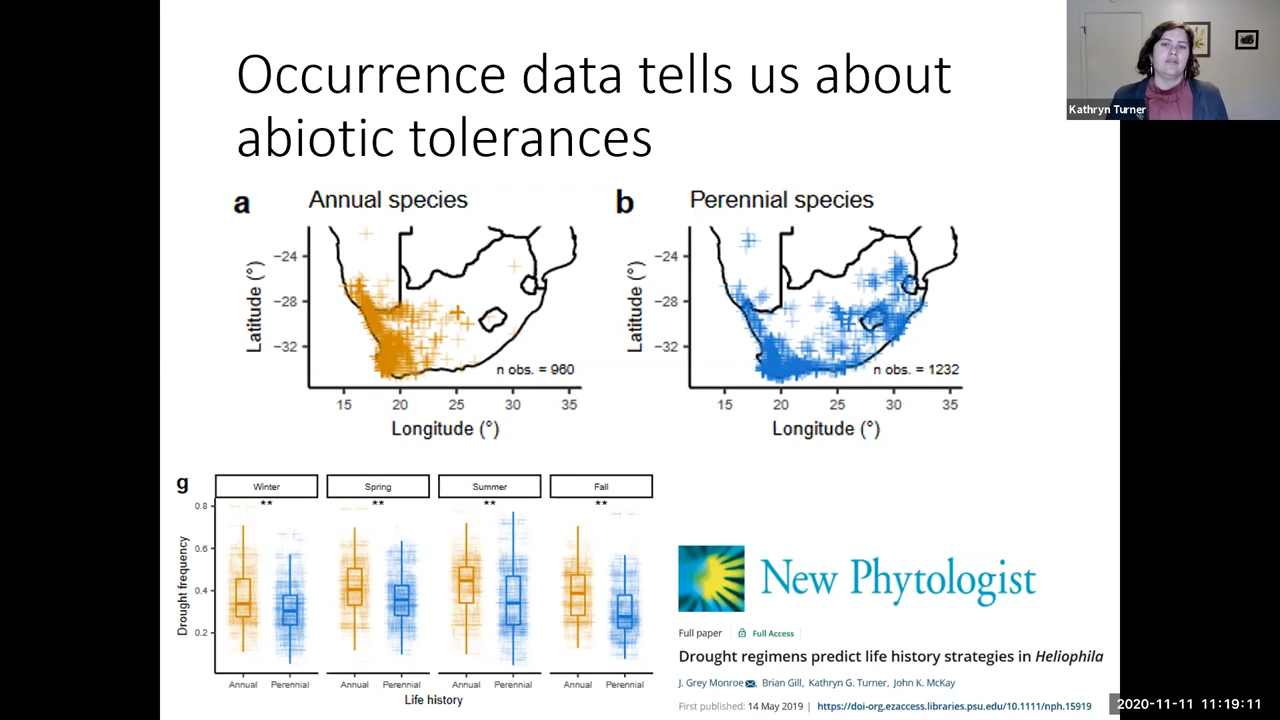 Occurrence data tells us about
abiotic tolerances
Kathryn Turner
a Annual species
Latitude (°)
−24
−28
−32
n obs. = 960
15 20 25 30 35
Longitude (°)
b Perennial species
Latitude (°)
−24
−28
−32
n obs. = 1232
15 20 25 30 35
Longitude (°)
g
Winter Spring Summer Fall
** ** ** **
Drought frequency
0.8
0.6
0.4
0.2
Annual Perennial Annual Perennial Annual Perennial Annual Perennial
Life history
New Phytologist
Full paper Full Access
Drought regimens predict life history strategies in Heliophila
J. Grey Monroe, Brian Gill, Kathryn G. Turner, John K. McKay
First published: 14 May 2019 | https://doi-org.ezaccess.libraries.psu.edu/10.1111/nph.15919
2020-11-11 11:19:11